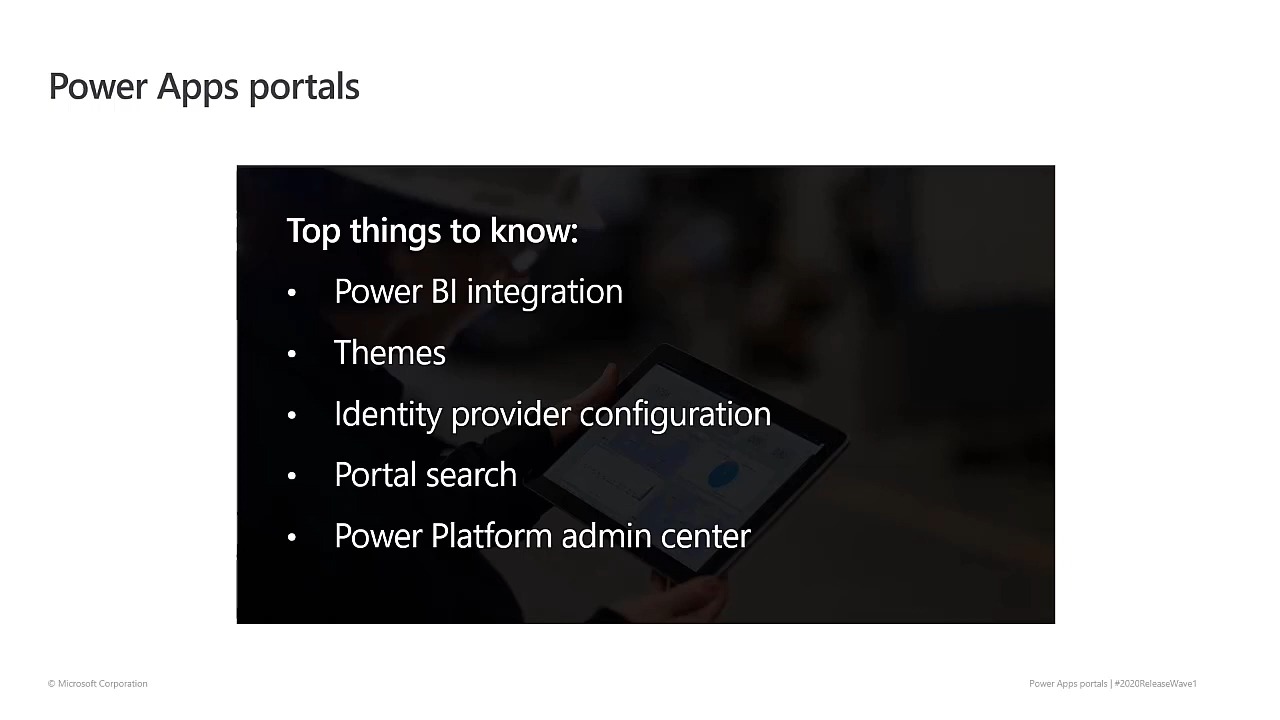 Power Apps portals
Top things to know:
• Power BI integration
• Themes
• Identity provider configuration
• Portal search
• Power Platform admin center
© Microsoft Corporation
Power Apps portals | #2020ReleaseWave1